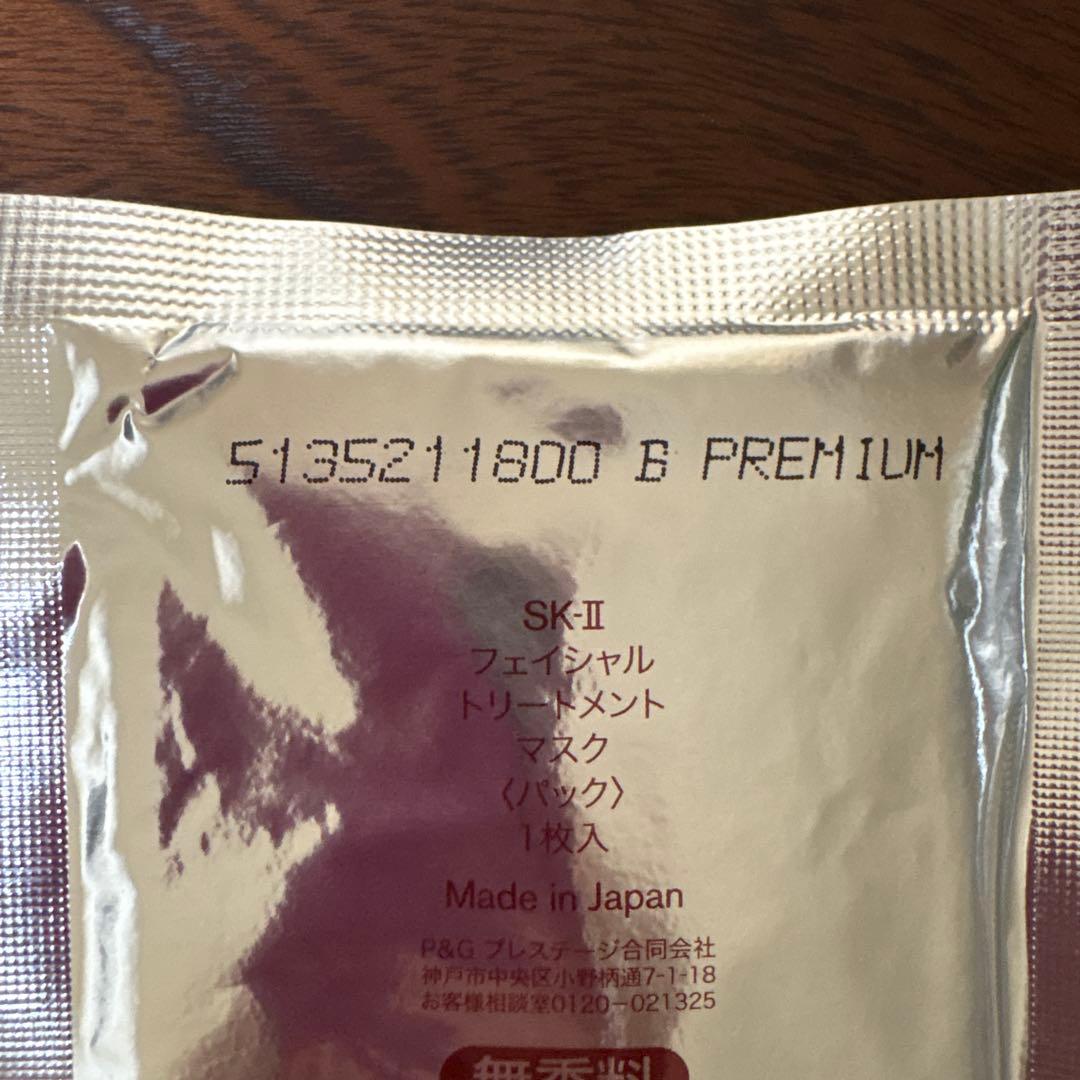 5135211800 B PREMIUM
SK-Ⅱ
フェイシャル
トリートメント
マスク
〈パック〉
1枚入
Made in Japan
P&G プレステージ合同会社
神戸市中央区小野柄通7-1-18
お客様相談室0120-021325
無香料